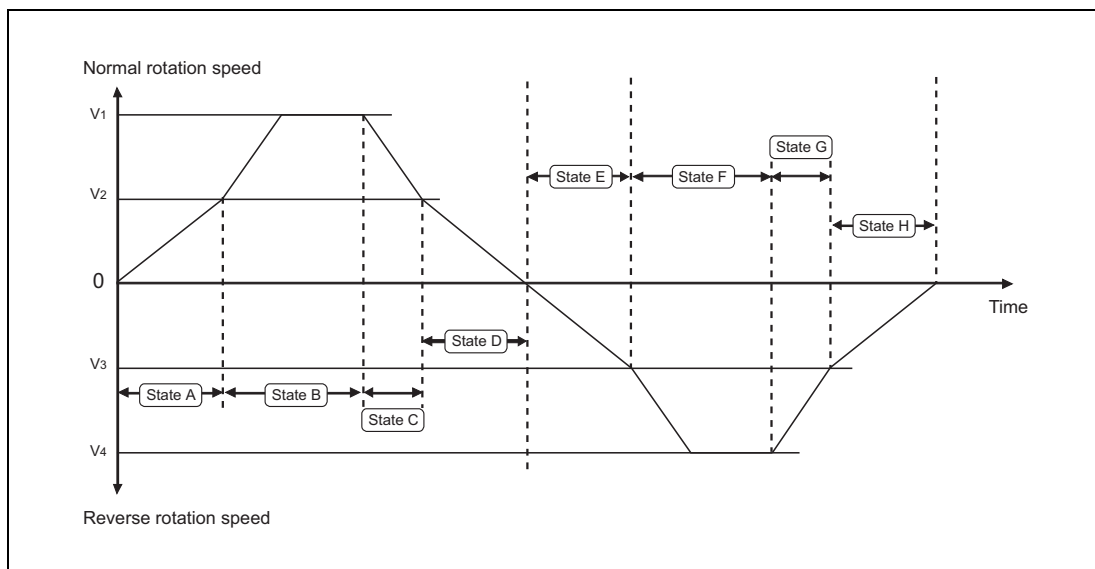 Normal rotation speed
V1
State G
State E
State F
V2
State H
0
Time
State D
V3
State A
State B
State C
V4
Reverse rotation speed